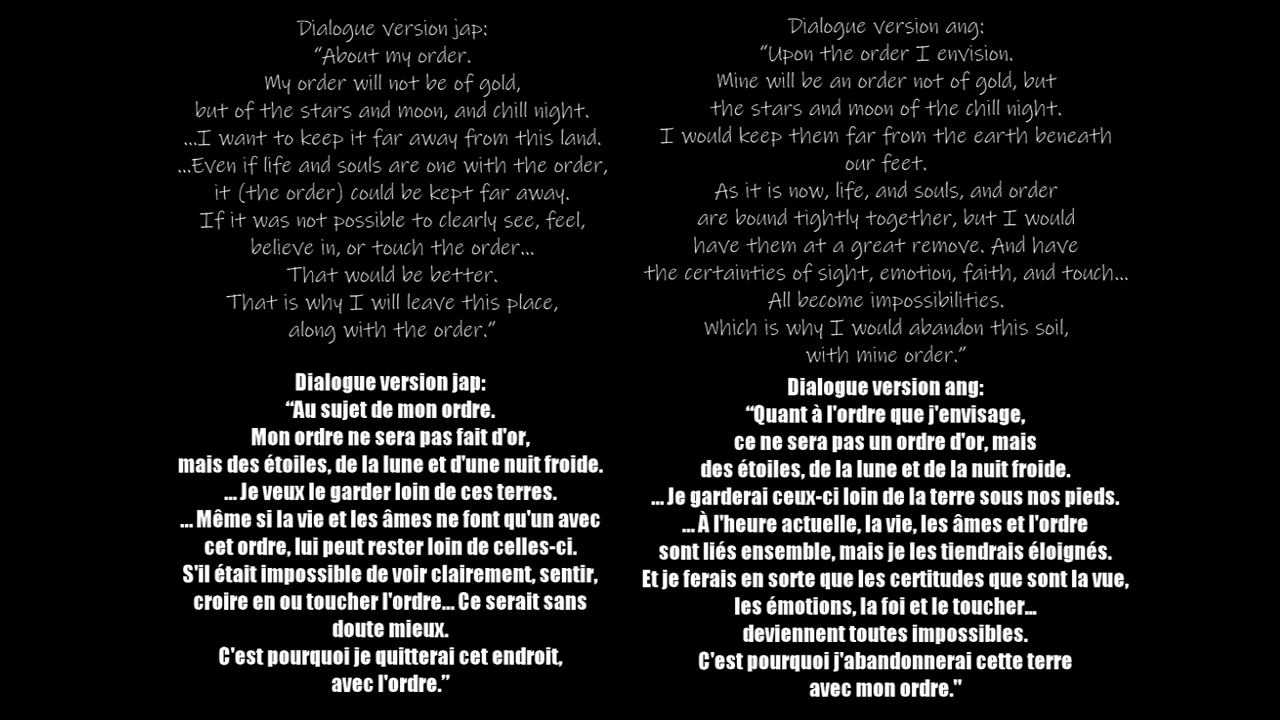 Dialogue version jap:
“About my order.
My order will not be of gold,
but of the stars and moon, and chill night.
...I want to keep it far away from this land.
...Even if life and souls are one with the order,
it (the order) could be kept far away.
If it was not possible to clearly see, feel,
believe in, or touch the order...
That would be better.
That is why I will leave this place,
along with the order.”
Dialogue version ang:
“Upon the order I envision.
Mine will be an order not of gold, but
the stars and moon of the chill night.
I would keep them far from the earth beneath
our feet.
As it is now, life, and souls, and order
are bound tightly together, but I would
have them at a great remove. And have
the certainties of sight, emotion, faith, and touch...
All become impossibilities.
Which is why I would abandon this soil,
with mine order.”
Dialogue version jap:
“Au sujet de mon ordre.
Mon ordre ne sera pas fait d'or,
mais des étoiles, de la lune et d'une nuit froide.
... Je veux le garder loin de ces terres.
... Même si la vie et les âmes ne font qu'un avec
cet ordre, lui peut rester loin de celles-ci.
S'il était impossible de voir clairement, sentir,
croire en ou toucher l'ordre... Ce serait sans
doute mieux.
C'est pourquoi je quitterai cet endroit,
avec l'ordre.”
Dialogue version ang:
“Quant à l'ordre que j'envisage,
ce ne sera pas un ordre d'or, mais
des étoiles, de la lune et de la nuit froide.
... Je garderai ceux-ci loin de la terre sous nos pieds.
... À l'heure actuelle, la vie, les âmes et l'ordre
sont liés ensemble, mais je les tiendrais éloignés.
Et je ferais en sorte que les certitudes que sont la vue,
les émotions, la foi et le toucher...
deviennent toutes impossibles.
C'est pourquoi j'abandonnerai cette terre
avec mon ordre."